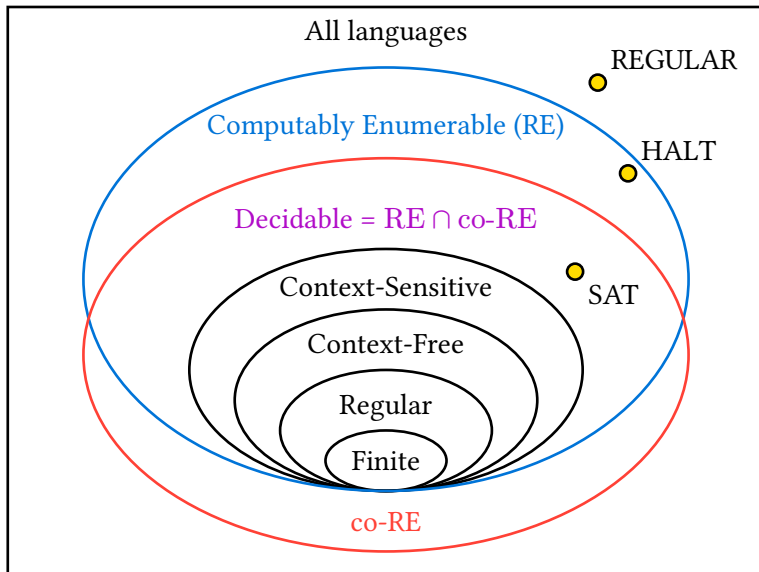 All languages
REGULAR
Computably Enumerable (RE)
HALT
Decidable = RE ∩ co-RE
Context-Sensitive
SAT
Context-Free
Regular
Finite
co-RE